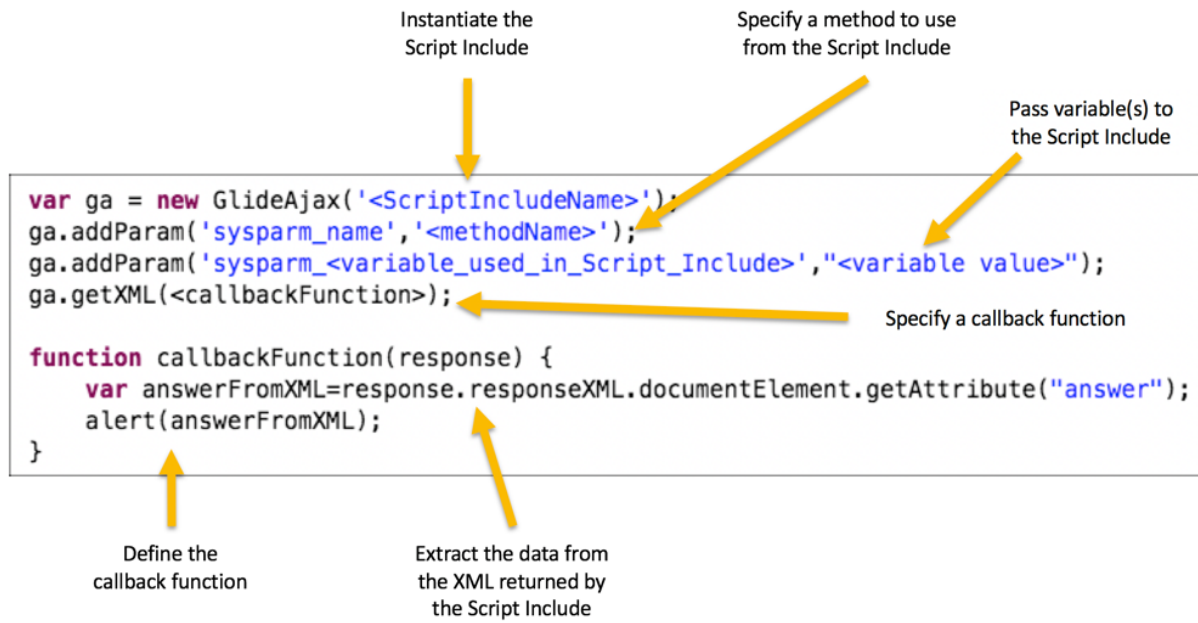 Instantiate the
Script Include
Specify a method to use
from the Script Include
Pass variable(s) to
the Script Include
var ga = new GlideAjax('<ScriptIncludeName>');
ga.addParam('sysparm_name','<methodName>');
ga.addParam('sysparm_<variable_used_in_Script_Include>',"<variable value>");
ga.getXML(<callbackFunction>);
Specify a callback function
function callbackFunction(response) {
    var answerFromXML=response.responseXML.documentElement.getAttribute("answer");
    alert(answerFromXML);
}
Define the
callback function
Extract the data from
the XML returned by
the Script Include